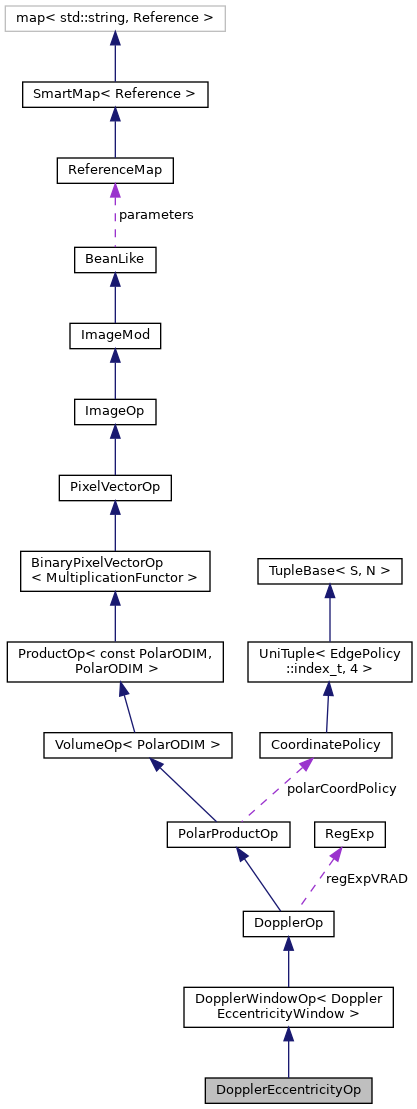 map< std::string, Reference >
SmartMap< Reference >
ReferenceMap
parameters
BeanLike
ImageMod
ImageOp
PixelVectorOp
BinaryPixelVectorOp
< MultiplicationFunctor >
TupleBase< S, N >
ProductOp< const PolarODIM,
PolarODIM >
UniTuple< EdgePolicy
::index_t, 4 >
VolumeOp< PolarODIM >
CoordinatePolicy
polarCoordPolicy
PolarProductOp
RegExp
regExpVRAD
DopplerOp
DopplerWindowOp< Doppler
EccentricityWindow >
DopplerEccentricityOp